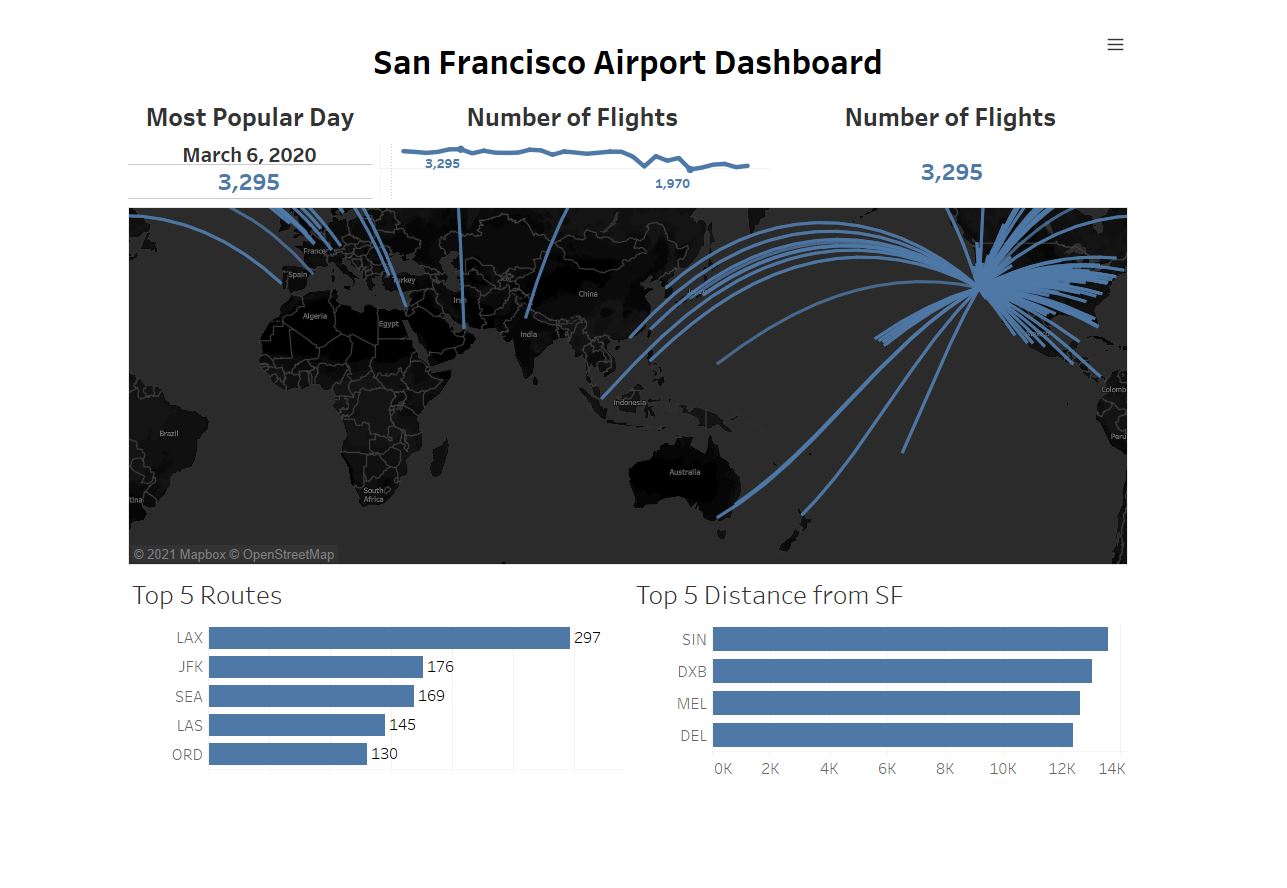 San Francisco Airport Dashboard
Most Popular Day
Number of Flights
Number of Flights
March 6, 2020
3,295
3,295
1,970
3,295
France
Spain
Turkey
Iran
China
Algeria
Egypt
India
Indonesia
Colomb
Brazil
Peru
Australia
South
Africa
tina
© 2021 Mapbox © OpenStreetMap
Top 5 Routes
LAX 297
JFK 176
SEA 169
LAS 145
ORD 130
Top 5 Distance from SF
SIN
DXB
MEL
DEL
0K 2K 4K 6K 8K 10K 12K 14K